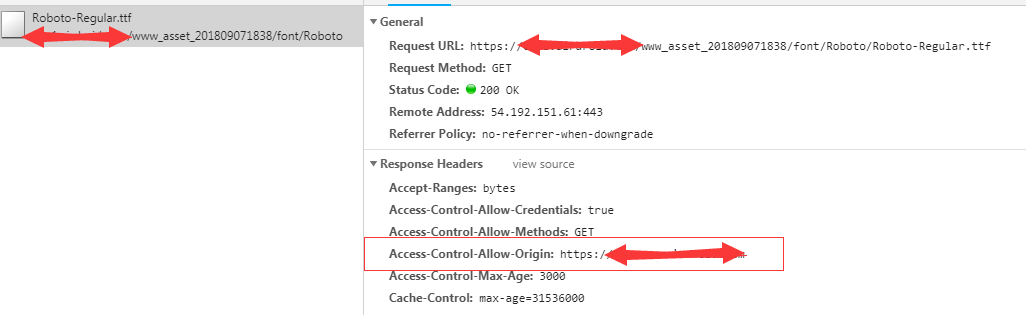 Roboto-Regular.ttf
/www_asset_201809071838/font/Roboto
General
Request URL: https:// /www_asset_201809071838/font/Roboto/Roboto-Regular.ttf
Request Method: GET
Status Code: 200 OK
Remote Address: 54.192.151.61:443
Referrer Policy: no-referrer-when-downgrade
Response Headers view source
Accept-Ranges: bytes
Access-Control-Allow-Credentials: true
Access-Control-Allow-Methods: GET
Access-Control-Allow-Origin: https:/
Access-Control-Max-Age: 3000
Cache-Control: max-age=31536000